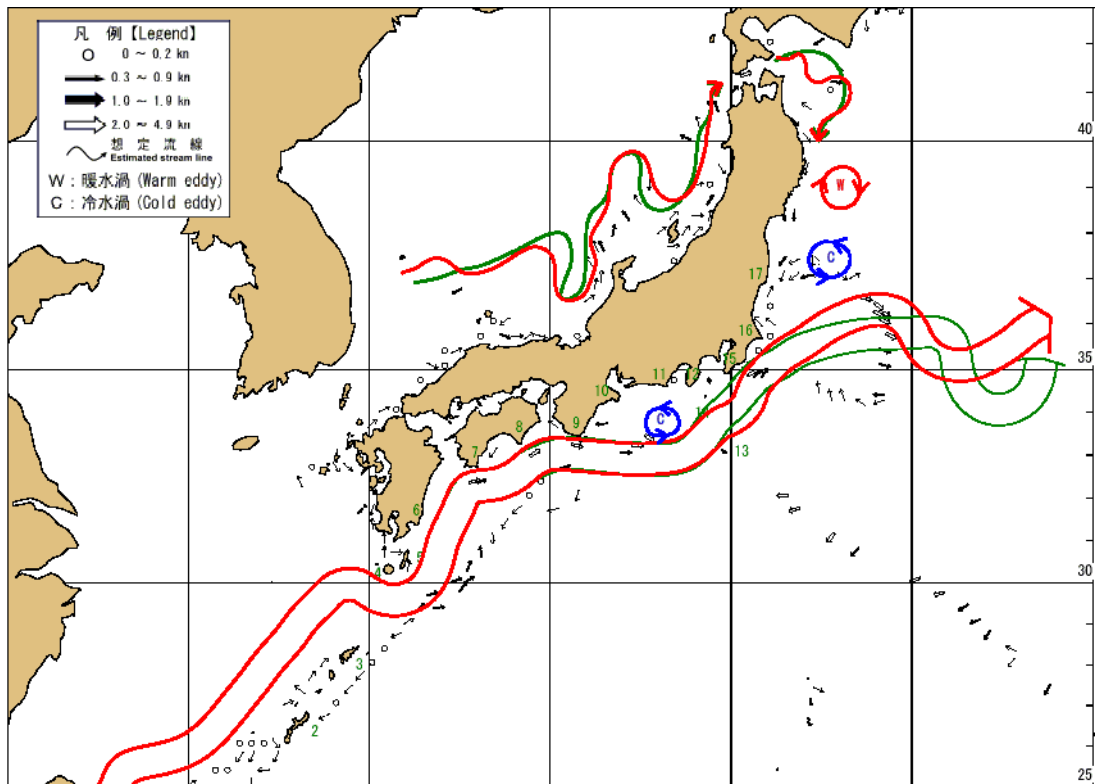 凡 例【Legend】
0 ～ 0.2 kn
0.3 ～ 0.9 kn
1.0 ～ 1.9 kn
2.0 ～ 4.9 kn
想 定 流 線
Estimated stream line
W：暖水渦 (Warm eddy)
C：冷水渦 (Cold eddy)
40
W
C
17
16
15
35
12
11
10
C
9
8
7
13
6
5
4
30
3
2
25